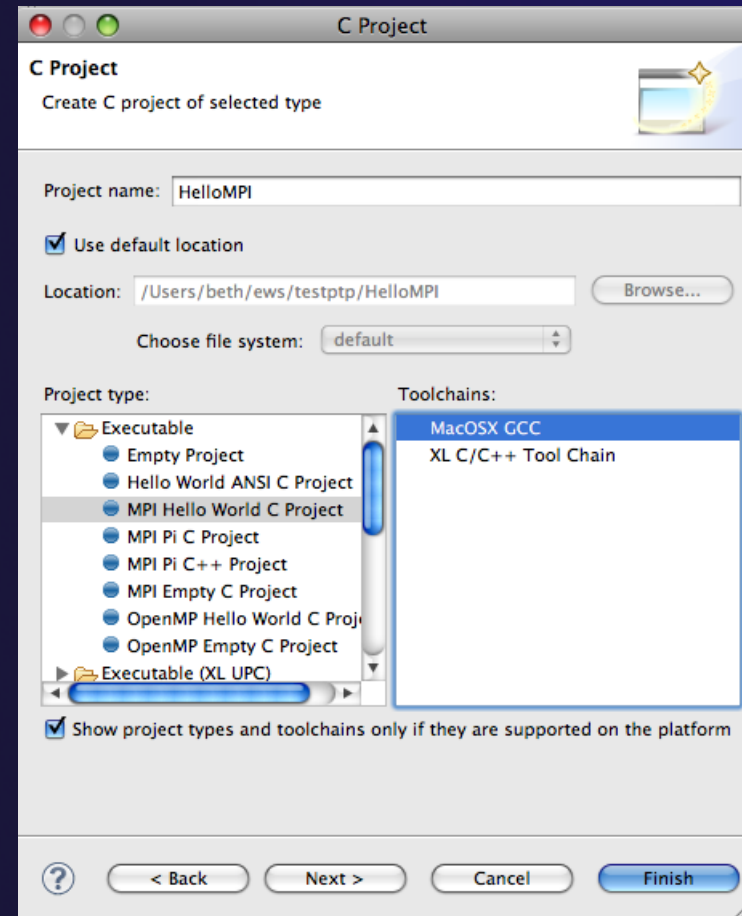 C Project
C Project
Create C project of selected type
Project name: HelloMPI
Use default location
Location: /Users/beth/ews/testptp/HelloMPI Browse...
Choose file system: default
Project type: Toolchains:
Executable MacOSX GCC
Empty Project XL C/C++ Tool Chain
Hello World ANSI C Project
MPI Hello World C Project
MPI Pi C Project
MPI Pi C++ Project
MPI Empty C Project
OpenMP Hello World C Proj
OpenMP Empty C Project
Executable (XL UPC)
Show project types and toolchains only if they are supported on the platform
? < Back Next > Cancel Finish